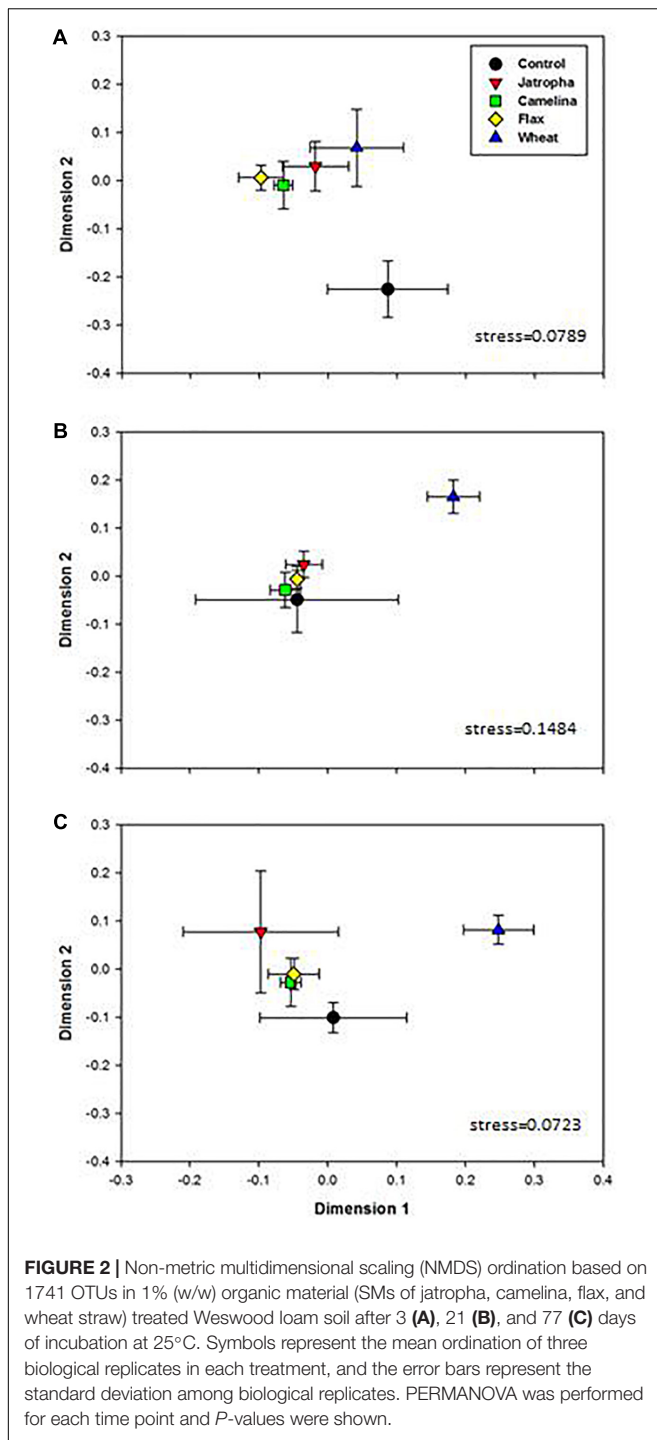 A
0.3
0.2
0.1
0.0
-0.1
-0.2
-0.3
-0.4
Dimension 2
Control
Jatropha
Camelina
Flax
Wheat
stress=0.0789
B
0.3
0.2
0.1
0.0
-0.1
-0.2
-0.3
-0.4
Dimension 2
stress=0.1484
C
0.3
0.2
0.1
0.0
-0.1
-0.2
-0.3
-0.4
Dimension 2
stress=0.0723
-0.3 -0.2 -0.1 0.0 0.1 0.2 0.3 0.4
Dimension 1
FIGURE 2 | Non-metric multidimensional scaling (NMDS) ordination based on
1741 OTUs in 1% (w/w) organic material (SMs of jatropha, camelina, flax, and
wheat straw) treated Weswood loam soil after 3 (A), 21 (B), and 77 (C) days
of incubation at 25°C. Symbols represent the mean ordination of three
biological replicates in each treatment, and the error bars represent the
standard deviation among biological replicates. PERMANOVA was performed
for each time point and P-values were shown.